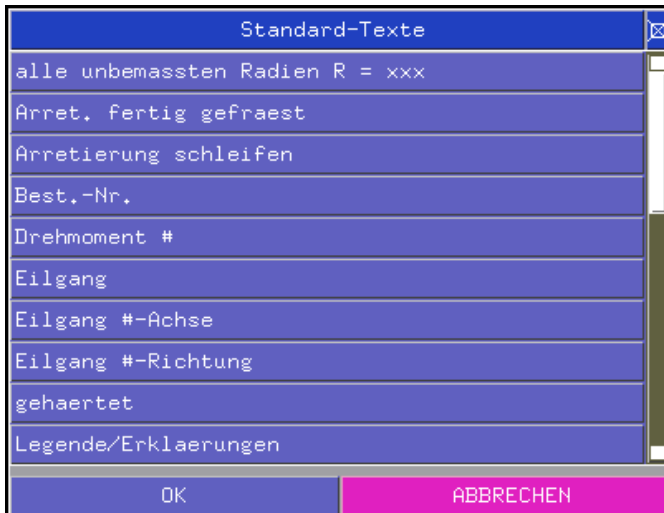 Standard-Texte
alle unbemassten Radien R = xxx
Arret. fertig gefraest
Arretierung schleifen
Best.-Nr.
Drehmoment #
Eilgang
Eilgang #-Achse
Eilgang #-Richtung
gehaertet
Legende/Erklaerungen
OK
ABBRECHEN